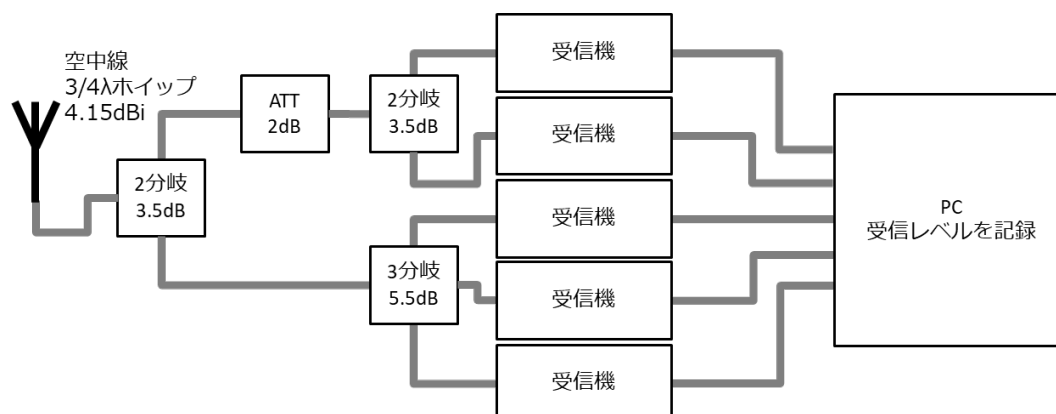 空中線
3/4λホイップ
4.15dBi
2分岐
3.5dB
ATT
2dB
2分岐
3.5dB
3分岐
5.5dB
受信機
受信機
受信機
受信機
受信機
PC
受信レベルを記録